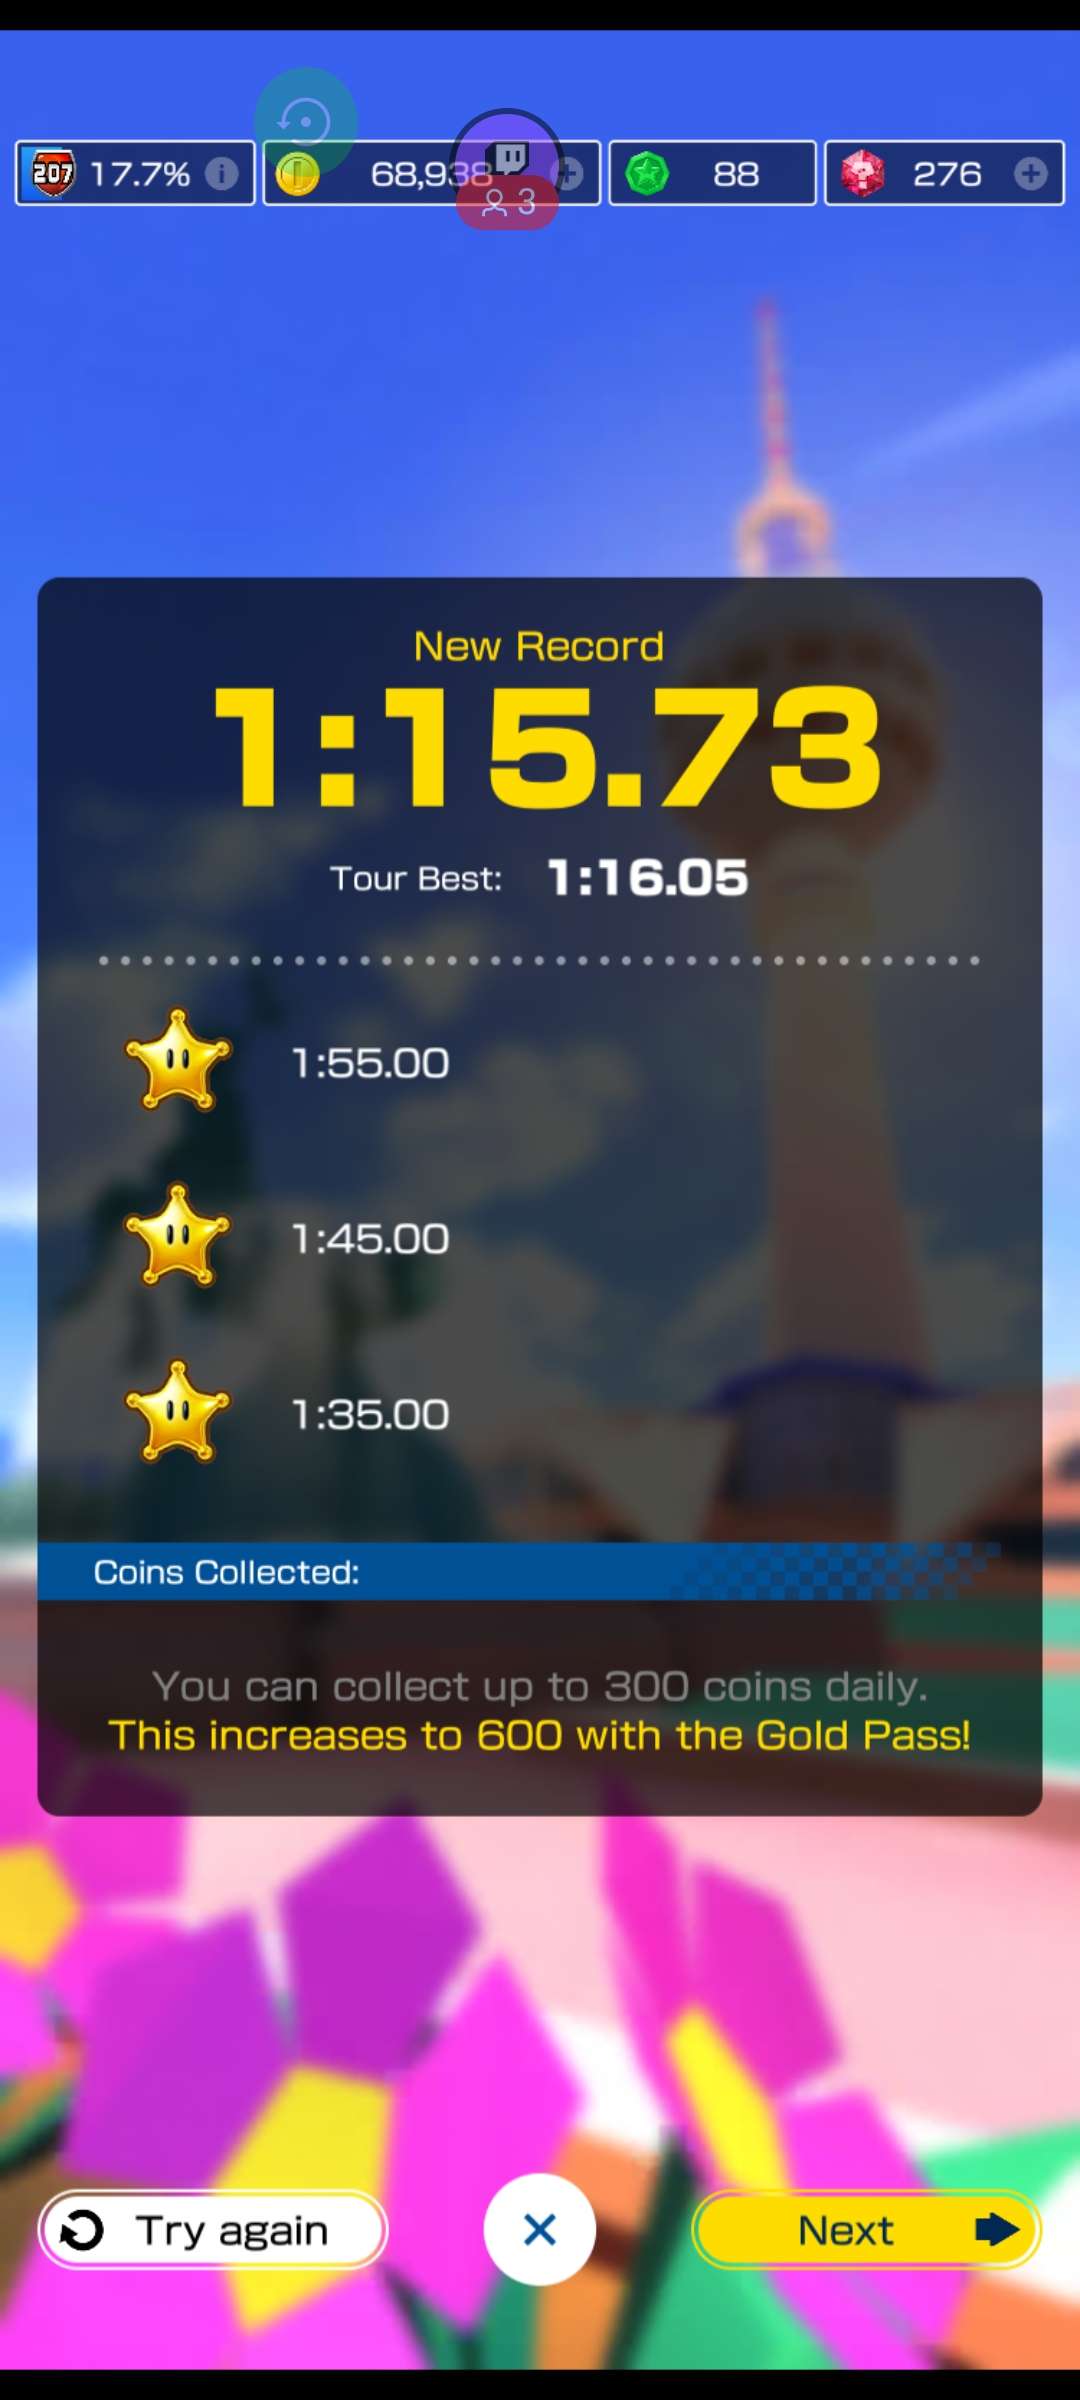 207 17.7% i 68,938 + 88 276 +
3
New Record
1:15.73
Tour Best: 1:16.05
1:55.00
1:45.00
1:35.00
Coins Collected:
You can collect up to 300 coins daily.
This increases to 600 with the Gold Pass!
Try again × Next